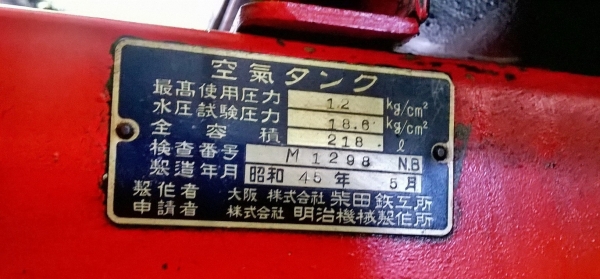 空氣タンク
最高使用圧力 12 kg/cm²
水圧試験圧力 18.6 kg/cm²
全容積 218 ℓ
検査番号 M 1298 N.B
製造年月 昭和 45年 5月
製作者 大阪 株式会社 柴田鉄工所
申請者 株式会社 明治機械製作所